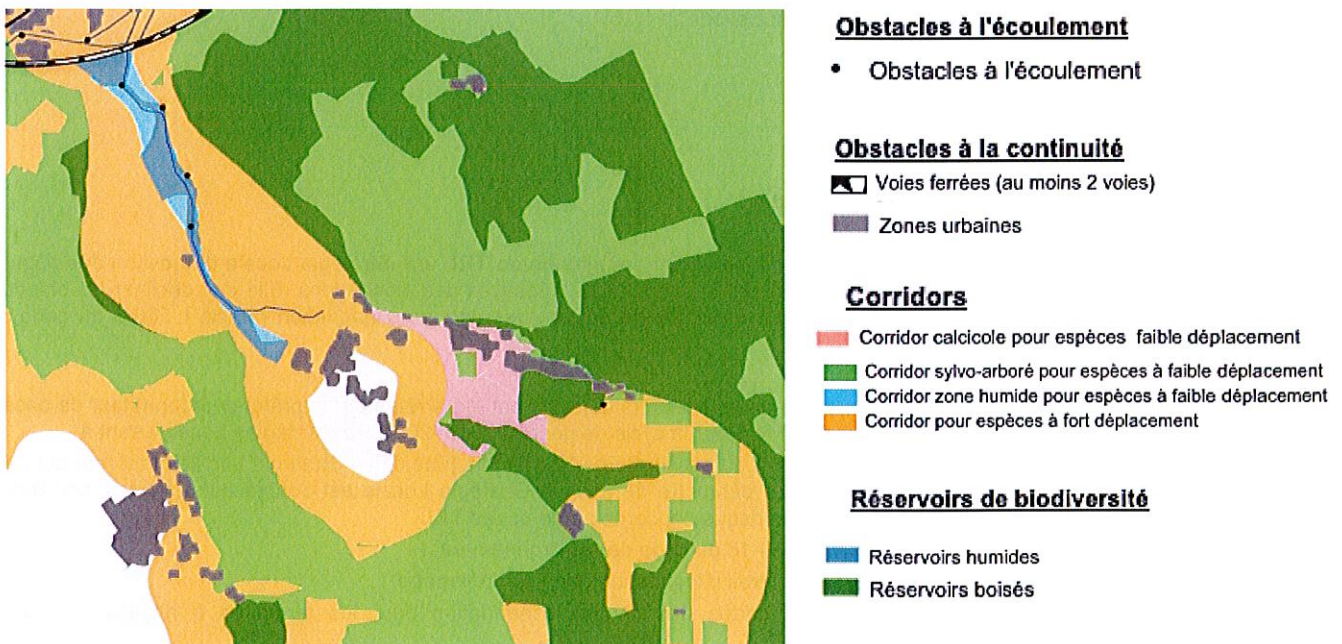 Obstacles à l'écoulement
Obstacles à l'écoulement
Obstacles à la continuité
Voies ferrées (au moins 2 voies)
Zones urbaines
Corridors
Corridor calcicole pour espèces faible déplacement
Corridor sylvo-arboré pour espèces à faible déplacement
Corridor zone humide pour espèces à faible déplacement
Corridor pour espèces à fort déplacement
Réservoirs de biodiversité
Réservoirs humides
Réservoirs boisés